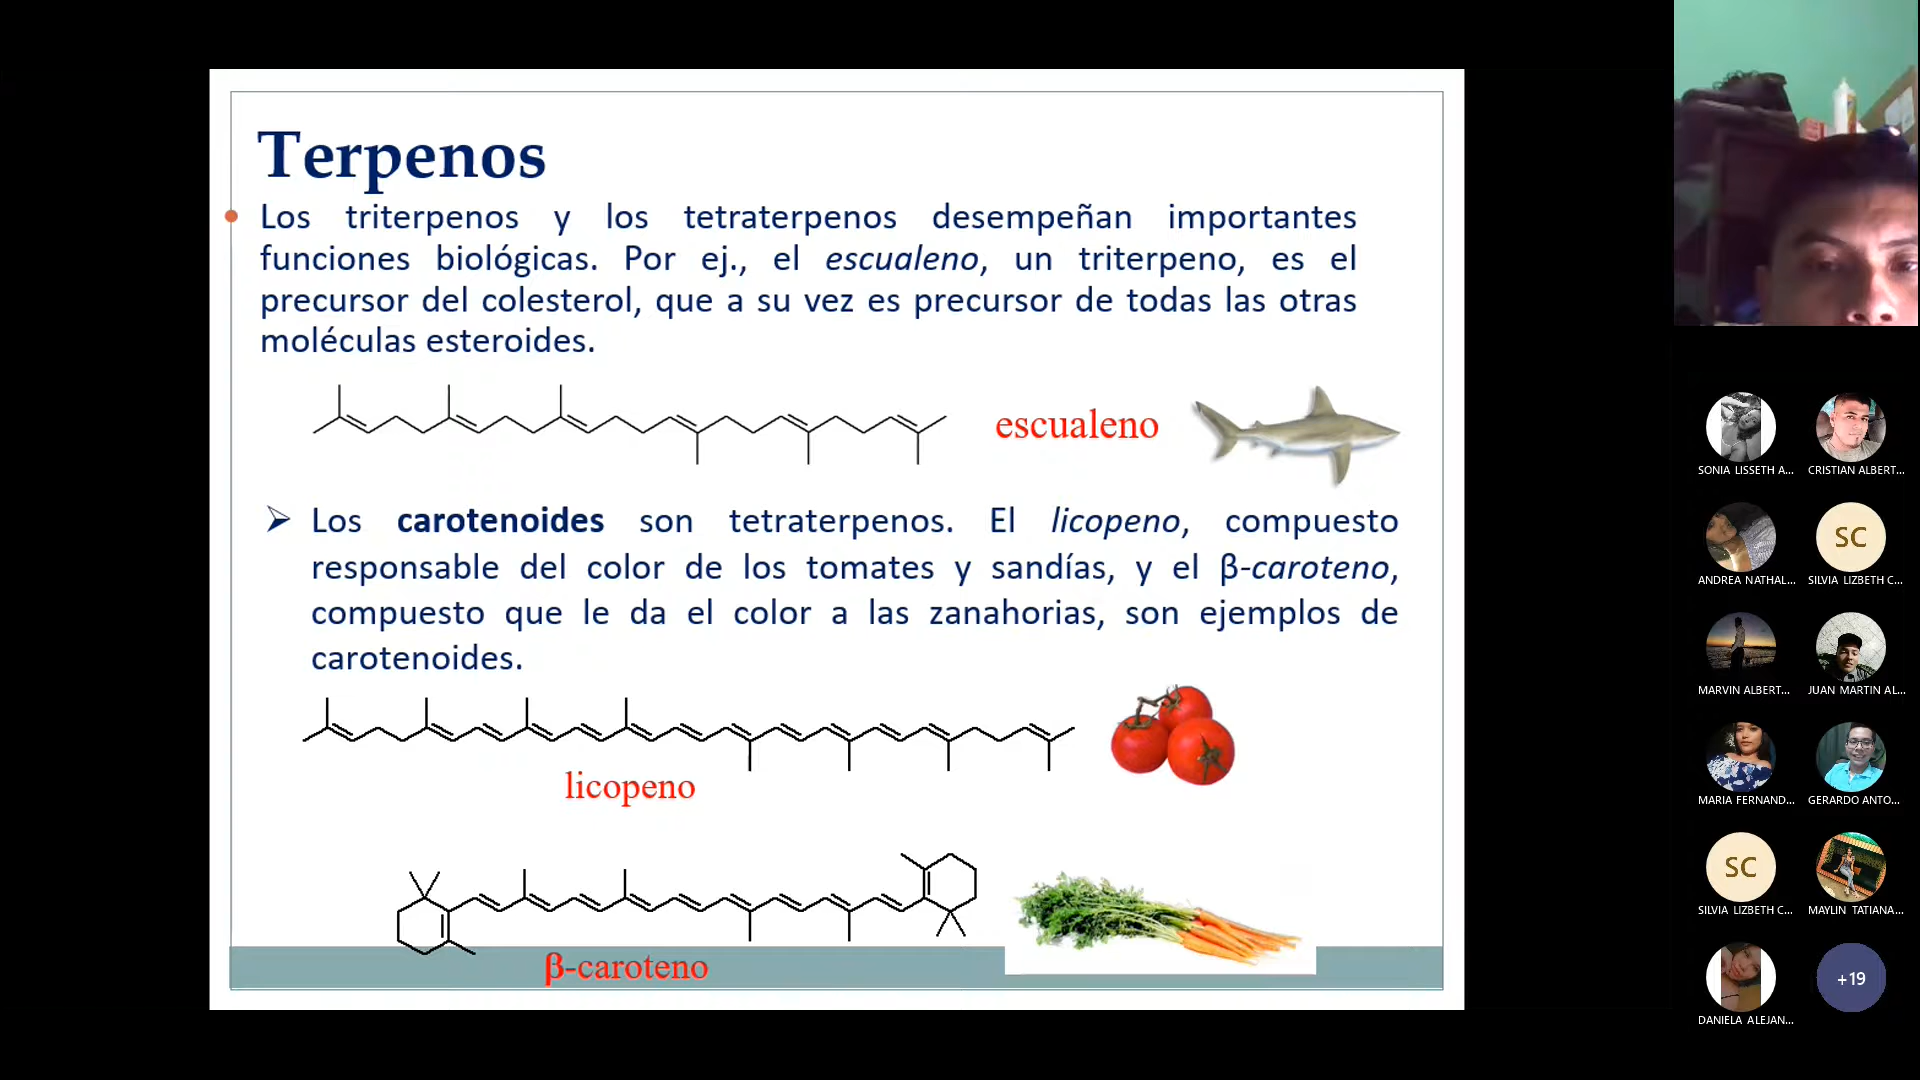 Terpenos
Los triterpenos y los tetraterpenos desempeñan importantes
funciones biológicas. Por ej., el escualeno, un triterpeno, es el
precursor del colesterol, que a su vez es precursor de todas las otras
moléculas esteroides.
escualeno
Los carotenoides son tetraterpenos. El licopeno, compuesto
responsable del color de los tomates y sandías, y el β-caroteno,
compuesto que le da el color a las zanahorias, son ejemplos de
carotenoides.
licopeno
β-caroteno
SONIA LISSETH A...
CRISTIAN ALBERT...
ANDREA NATHAL...
SC
SILVIA LIZBETH C...
MARVIN ALBERT...
JUAN MARTIN AL...
MARIA FERNAND...
GERARDO ANTO...
SC
SILVIA LIZBETH C...
MAYLIN TATIANA...
DANIELA ALEJAN...
+19